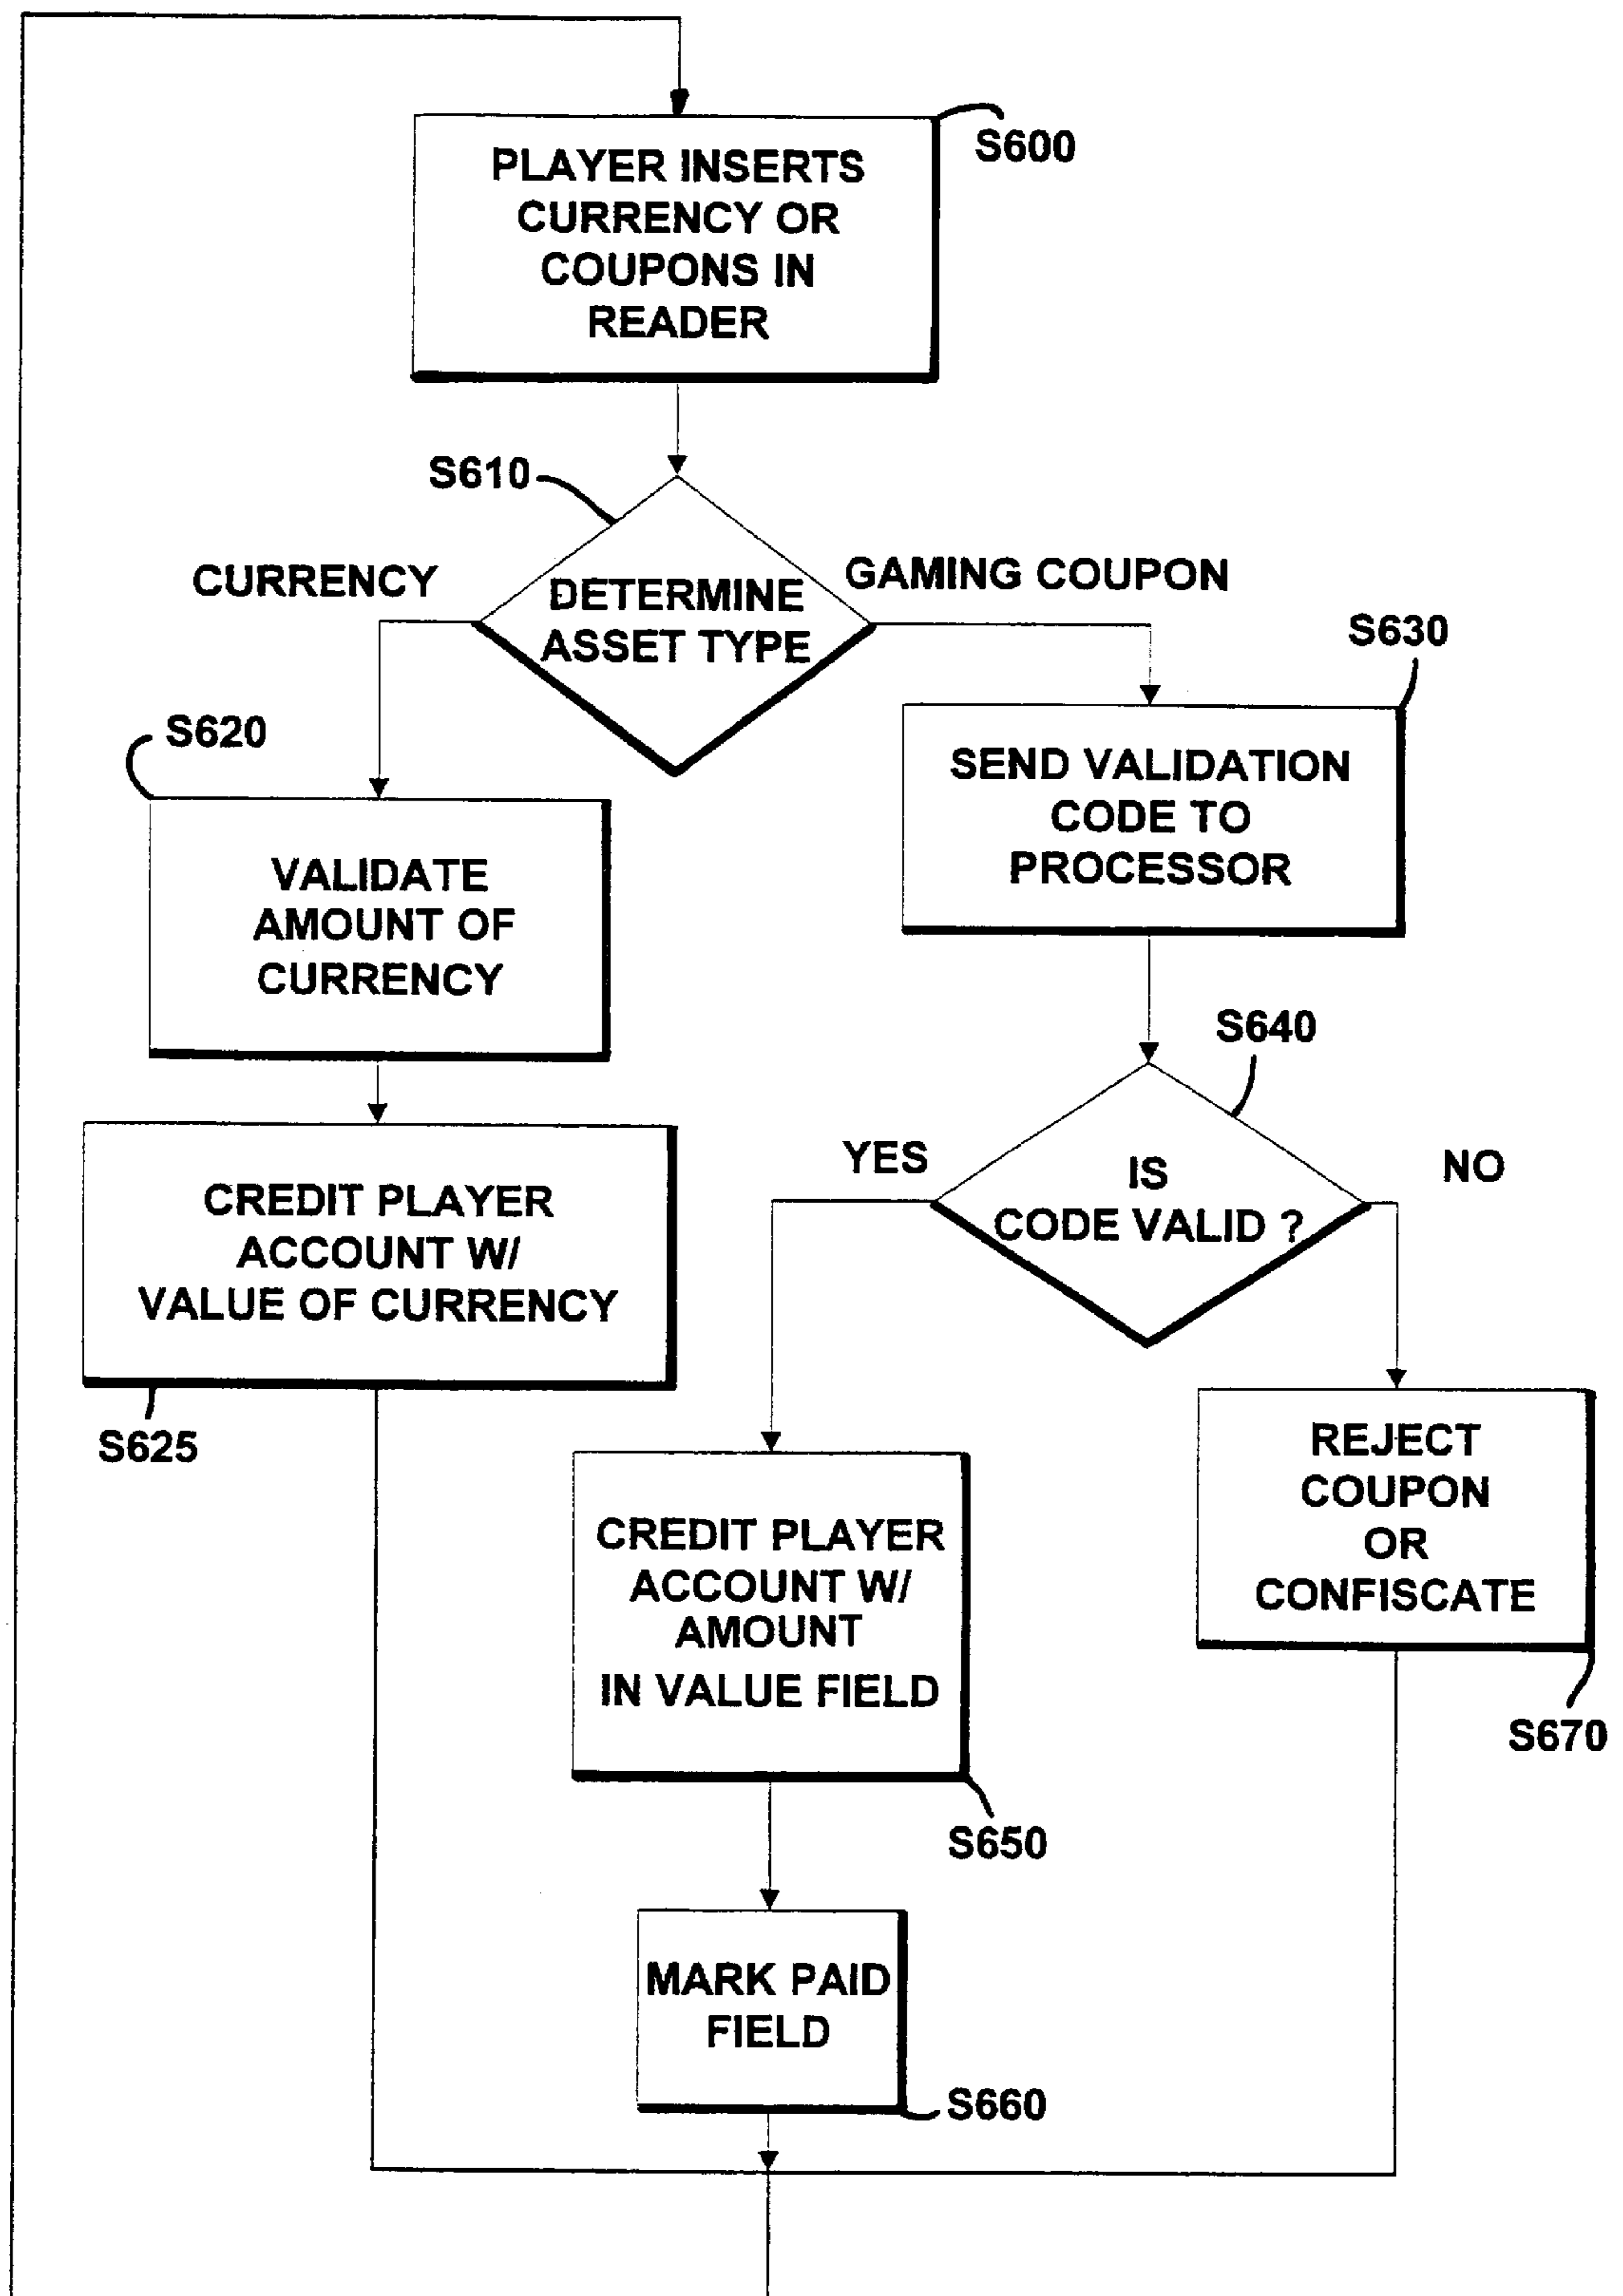 S600
PLAYER INSERTS
CURRENCY OR
COUPONS IN
READER
S610
CURRENCY
GAMING COUPON
DETERMINE
ASSET TYPE
S630
S620
SEND VALIDATION
CODE TO
PROCESSOR
VALIDATE
AMOUNT OF
CURRENCY
S640
YES
NO
IS
CODE VALID ?
CREDIT PLAYER
ACCOUNT W/
VALUE OF CURRENCY
S625
REJECT
COUPON
OR
CONFISCATE
S670
CREDIT PLAYER
ACCOUNT W/
AMOUNT
IN VALUE FIELD
S650
MARK PAID
FIELD
S660